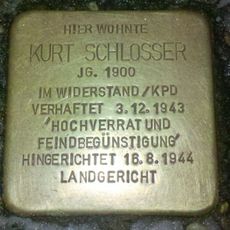 HIER WOHNTE
KURT SCHLOSSER
JG. 1900
IM WIDERSTAND/KPD
VERHAFTET 3.12.1943
'HOCHVERRAT UND
FEINDBEGÜNSTIGUNG'
HINGERICHTET 16.8.1944
LANDGERICHT